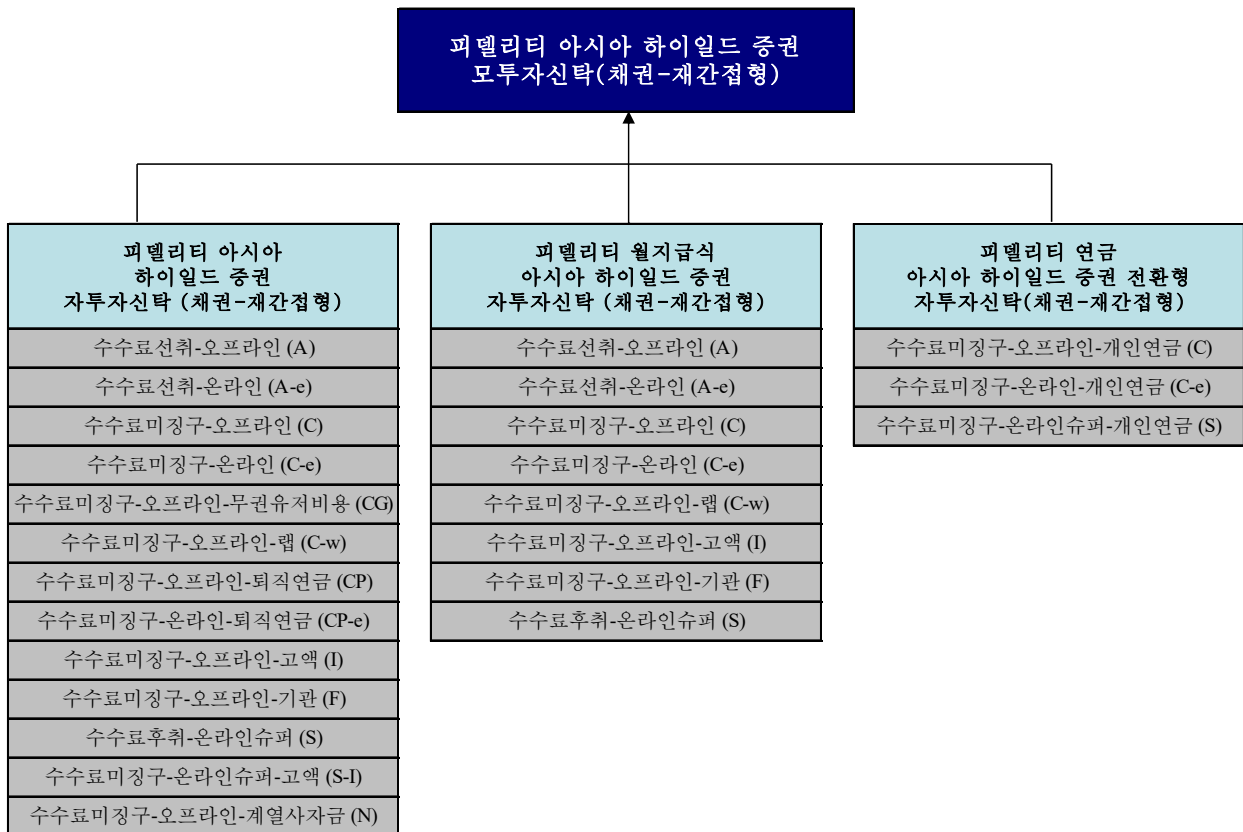 피델리티 아시아 하이일드 증권
모투자신탁(채권-재간접형)
피델리티 아시아
하이일드 증권
자투자신탁 (채권-재간접형)
수수료선취-오프라인 (A)
수수료선취-온라인 (A-e)
수수료미징구-오프라인 (C)
수수료미징구-온라인 (C-e)
수수료미징구-오프라인-무권유저비용 (CG)
수수료미징구-오프라인-랩 (C-w)
수수료미징구-오프라인-퇴직연금 (CP)
수수료미징구-온라인-퇴직연금 (CP-e)
수수료미징구-오프라인-고액 (I)
수수료미징구-오프라인-기관 (F)
수수료후취-온라인슈퍼 (S)
수수료미징구-온라인슈퍼-고액 (S-I)
수수료미징구-오프라인-계열사자금 (N)
피델리티 월지급식
아시아 하이일드 증권
자투자신탁 (채권-재간접형)
수수료선취-오프라인 (A)
수수료선취-온라인 (A-e)
수수료미징구-오프라인 (C)
수수료미징구-온라인 (C-e)
수수료미징구-오프라인-랩 (C-w)
수수료미징구-오프라인-고액 (I)
수수료미징구-오프라인-기관 (F)
수수료후취-온라인슈퍼 (S)
피델리티 연금
아시아 하이일드 증권 전환형
자투자신탁(채권-재간접형)
수수료미징구-오프라인-개인연금 (C)
수수료미징구-온라인-개인연금 (C-e)
수수료미징구-온라인슈퍼-개인연금 (S)